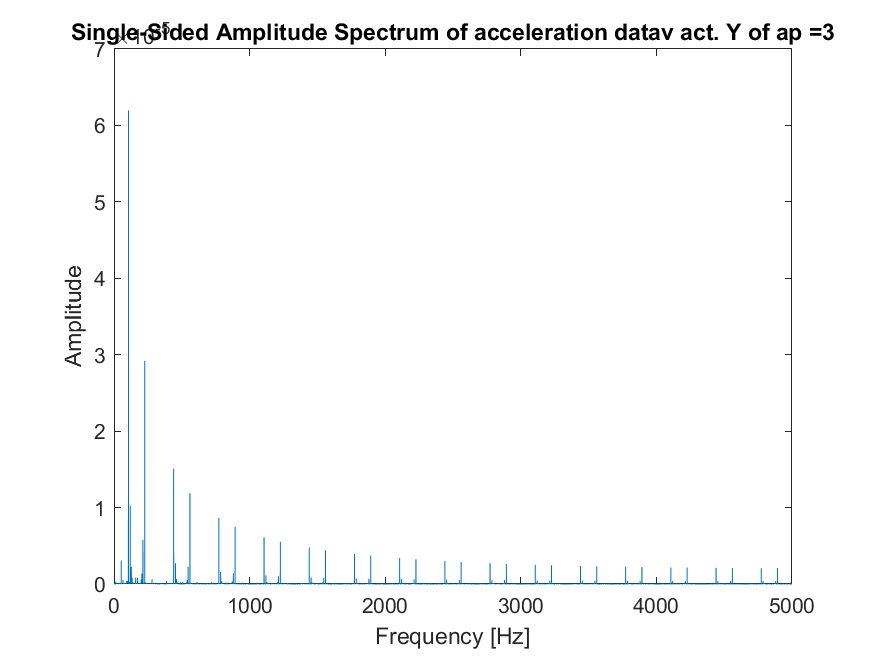 Single-Sided Amplitude Spectrum of acceleration datav act. Y of ap =3
7
6
5
4
3
2
1
0
Amplitude
0 1000 2000 3000 4000 5000
Frequency [Hz]